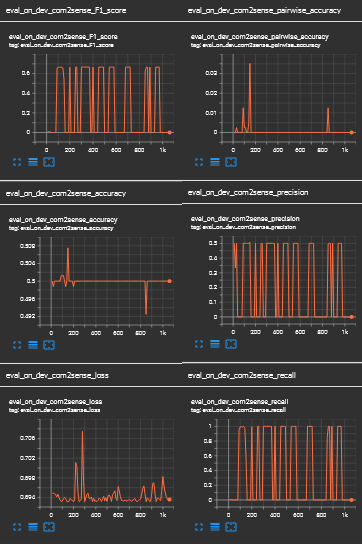 eval_on_dev_com2sense_F1_score
eval_on_dev_com2sense_F1_score
tag: eval_on_dev_com2sense_F1_score
0.6
0.4
0.2
0
0 200 400 600 800 1k
eval_on_dev_com2sense_pairwise_accuracy
eval_on_dev_com2sense_pairwise_accuracy
tag: eval_on_dev_com2sense_pairwise_accuracy
0.03
0.02
0.01
0
0 200 400 600 800 1k
eval_on_dev_com2sense_accuracy
eval_on_dev_com2sense_accuracy
tag: eval_on_dev_com2sense_accuracy
0.508
0.504
0.5
0.496
0.492
0 200 400 600 800 1k
eval_on_dev_com2sense_precision
eval_on_dev_com2sense_precision
tag: eval_on_dev_com2sense_precision
0.5
0.4
0.3
0.2
0.1
0
0 200 400 600 800 1k
eval_on_dev_com2sense_loss
eval_on_dev_com2sense_loss
tag: eval_on_dev_com2sense_loss
0.706
0.702
0.698
0.694
0 200 400 600 800 1k
eval_on_dev_com2sense_recall
eval_on_dev_com2sense_recall
tag: eval_on_dev_com2sense_recall
1
0.8
0.6
0.4
0.2
0
0 200 400 600 800 1k